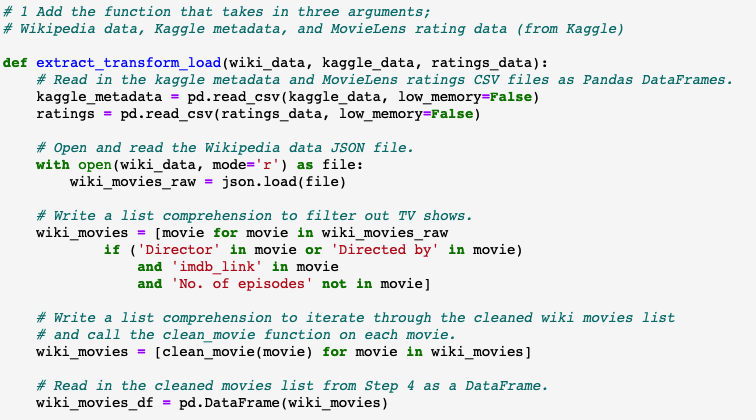 # 1 Add the function that takes in three arguments;
# Wikipedia data, Kaggle metadata, and MovieLens rating data (from Kaggle)

def extract_transform_load(wiki_data, kaggle_data, ratings_data):
    # Read in the kaggle metadata and MovieLens ratings CSV files as Pandas DataFrames.
    kaggle_metadata = pd.read_csv(kaggle_data, low_memory=False)
    ratings = pd.read_csv(ratings_data, low_memory=False)

    # Open and read the Wikipedia data JSON file.
    with open(wiki_data, mode='r') as file:
        wiki_movies_raw = json.load(file)

    # Write a list comprehension to filter out TV shows.
    wiki_movies = [movie for movie in wiki_movies_raw
            if ('Director' in movie or 'Directed by' in movie)
                and 'imdb_link' in movie
                and 'No. of episodes' not in movie]

    # Write a list comprehension to iterate through the cleaned wiki movies list
    # and call the clean_movie function on each movie.
    wiki_movies = [clean_movie(movie) for movie in wiki_movies]

    # Read in the cleaned movies list from Step 4 as a DataFrame.
    wiki_movies_df = pd.DataFrame(wiki_movies)